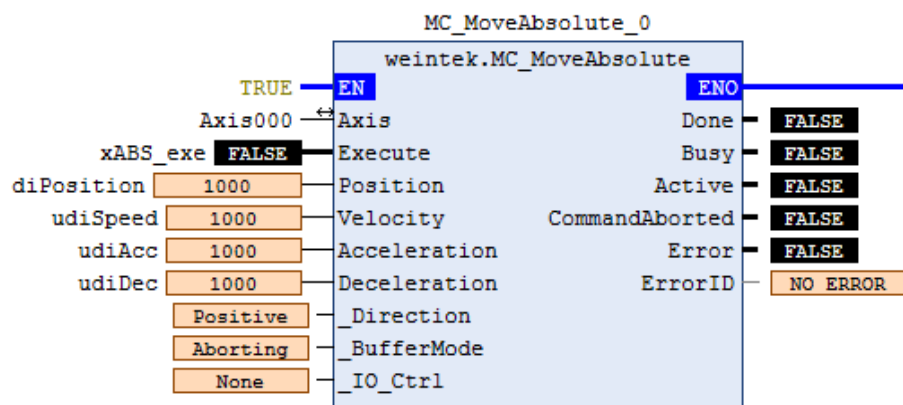 MC_MoveAbsolute_0
weintek.MC_MoveAbsolute
TRUE EN ENO
Axis000 Axis Done FALSE
xABS_exe FALSE Execute Busy FALSE
diPosition 1000 Position Active FALSE
udiSpeed 1000 Velocity CommandAborted FALSE
udiAcc 1000 Acceleration Error FALSE
udiDec 1000 Deceleration ErrorID NO ERROR
Positive _Direction
Aborting _BufferMode
None _IO_Ctrl